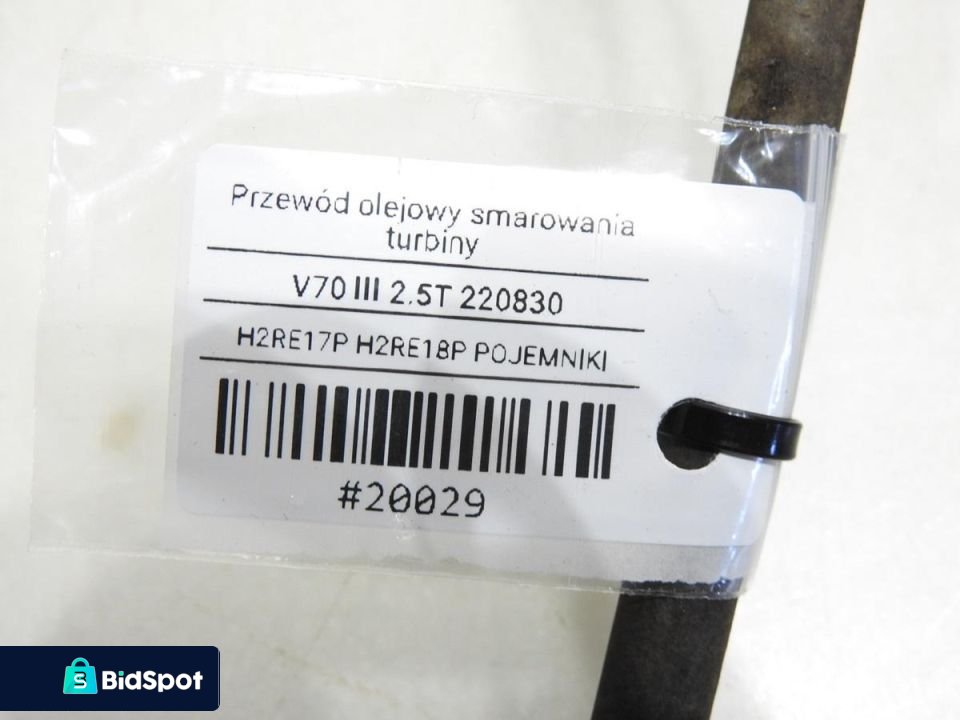 Przewód olejowy smarowania
turbiny
V70 III 2.5T 220830
H2RE17P H2RE18P POJEMNIKI
#20029
S BidSpot